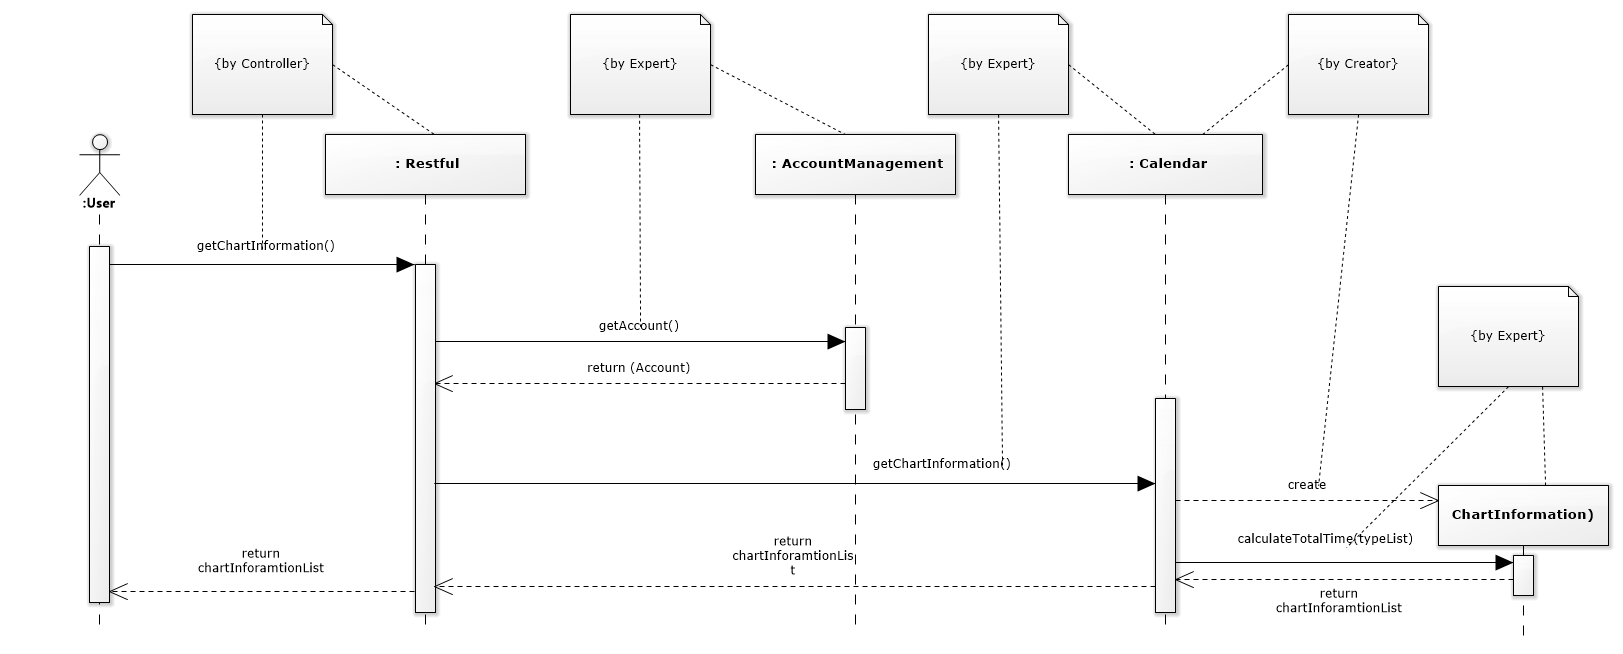 {by Controller}
{by Expert}
{by Expert}
{by Creator}
: Restful
: AccountManagement
: Calendar
:User
getChartInformation()
getAccount()
{by Expert}
return (Account)
getChartInformation()
create
ChartInformation)
calculateTotalTime(typeList)
return
chartInforamtionLis
t
return
chartInforamtionList
return
chartInforamtionList